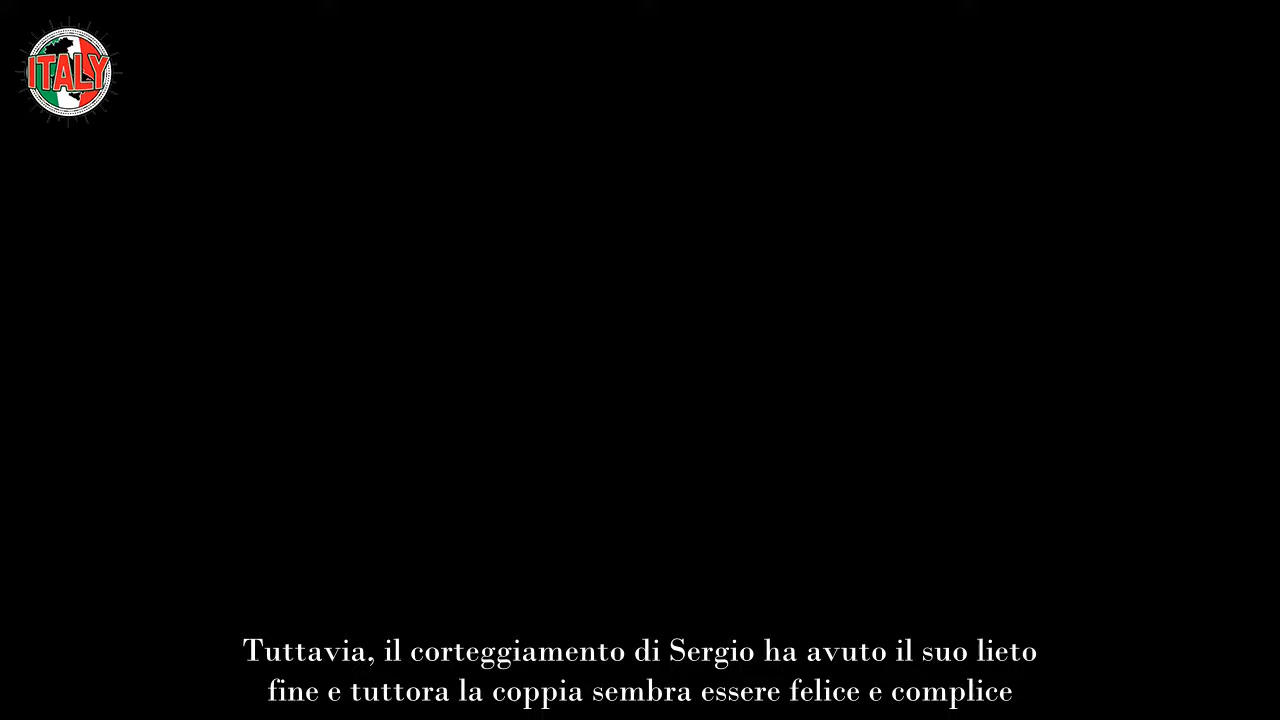 ITALY
Tuttavia, il corteggiamento di Sergio ha avuto il suo lieto
fine e tuttora la coppia sembra essere felice e complice